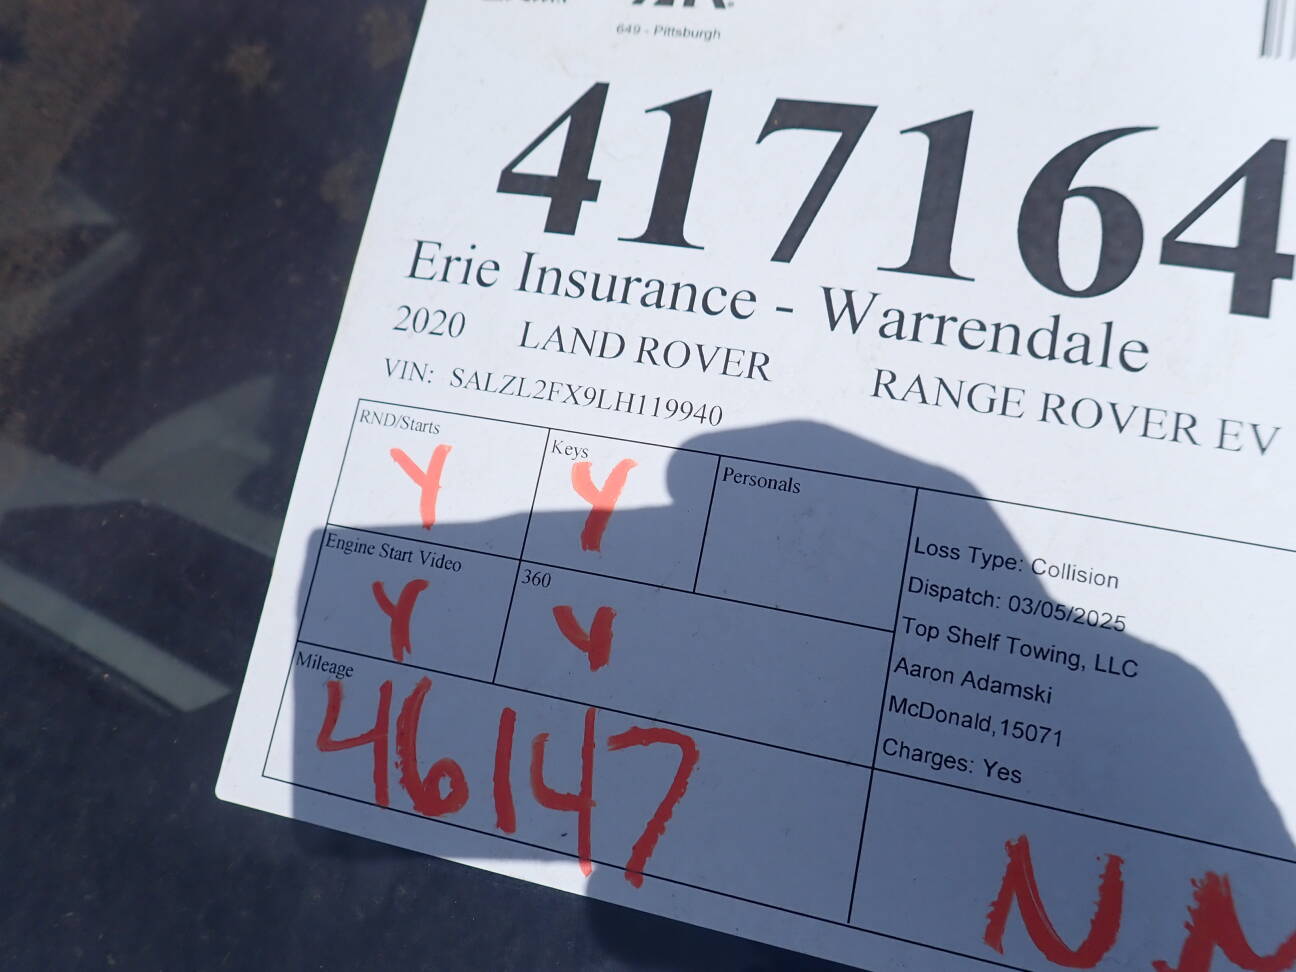 649 - Pittsburgh
417164
Erie Insurance - Warrendale
2020 LAND ROVER RANGE ROVER EV
VIN: SALZL2FX9LH119940
RND/Starts
Y
Keys
Y
Personals
Engine Start Video
Y
360
Y
Mileage
46147
Loss Type: Collision
Dispatch: 03/05/2025
Top Shelf Towing, LLC
Aaron Adamski
McDonald,15071
Charges: Yes
N